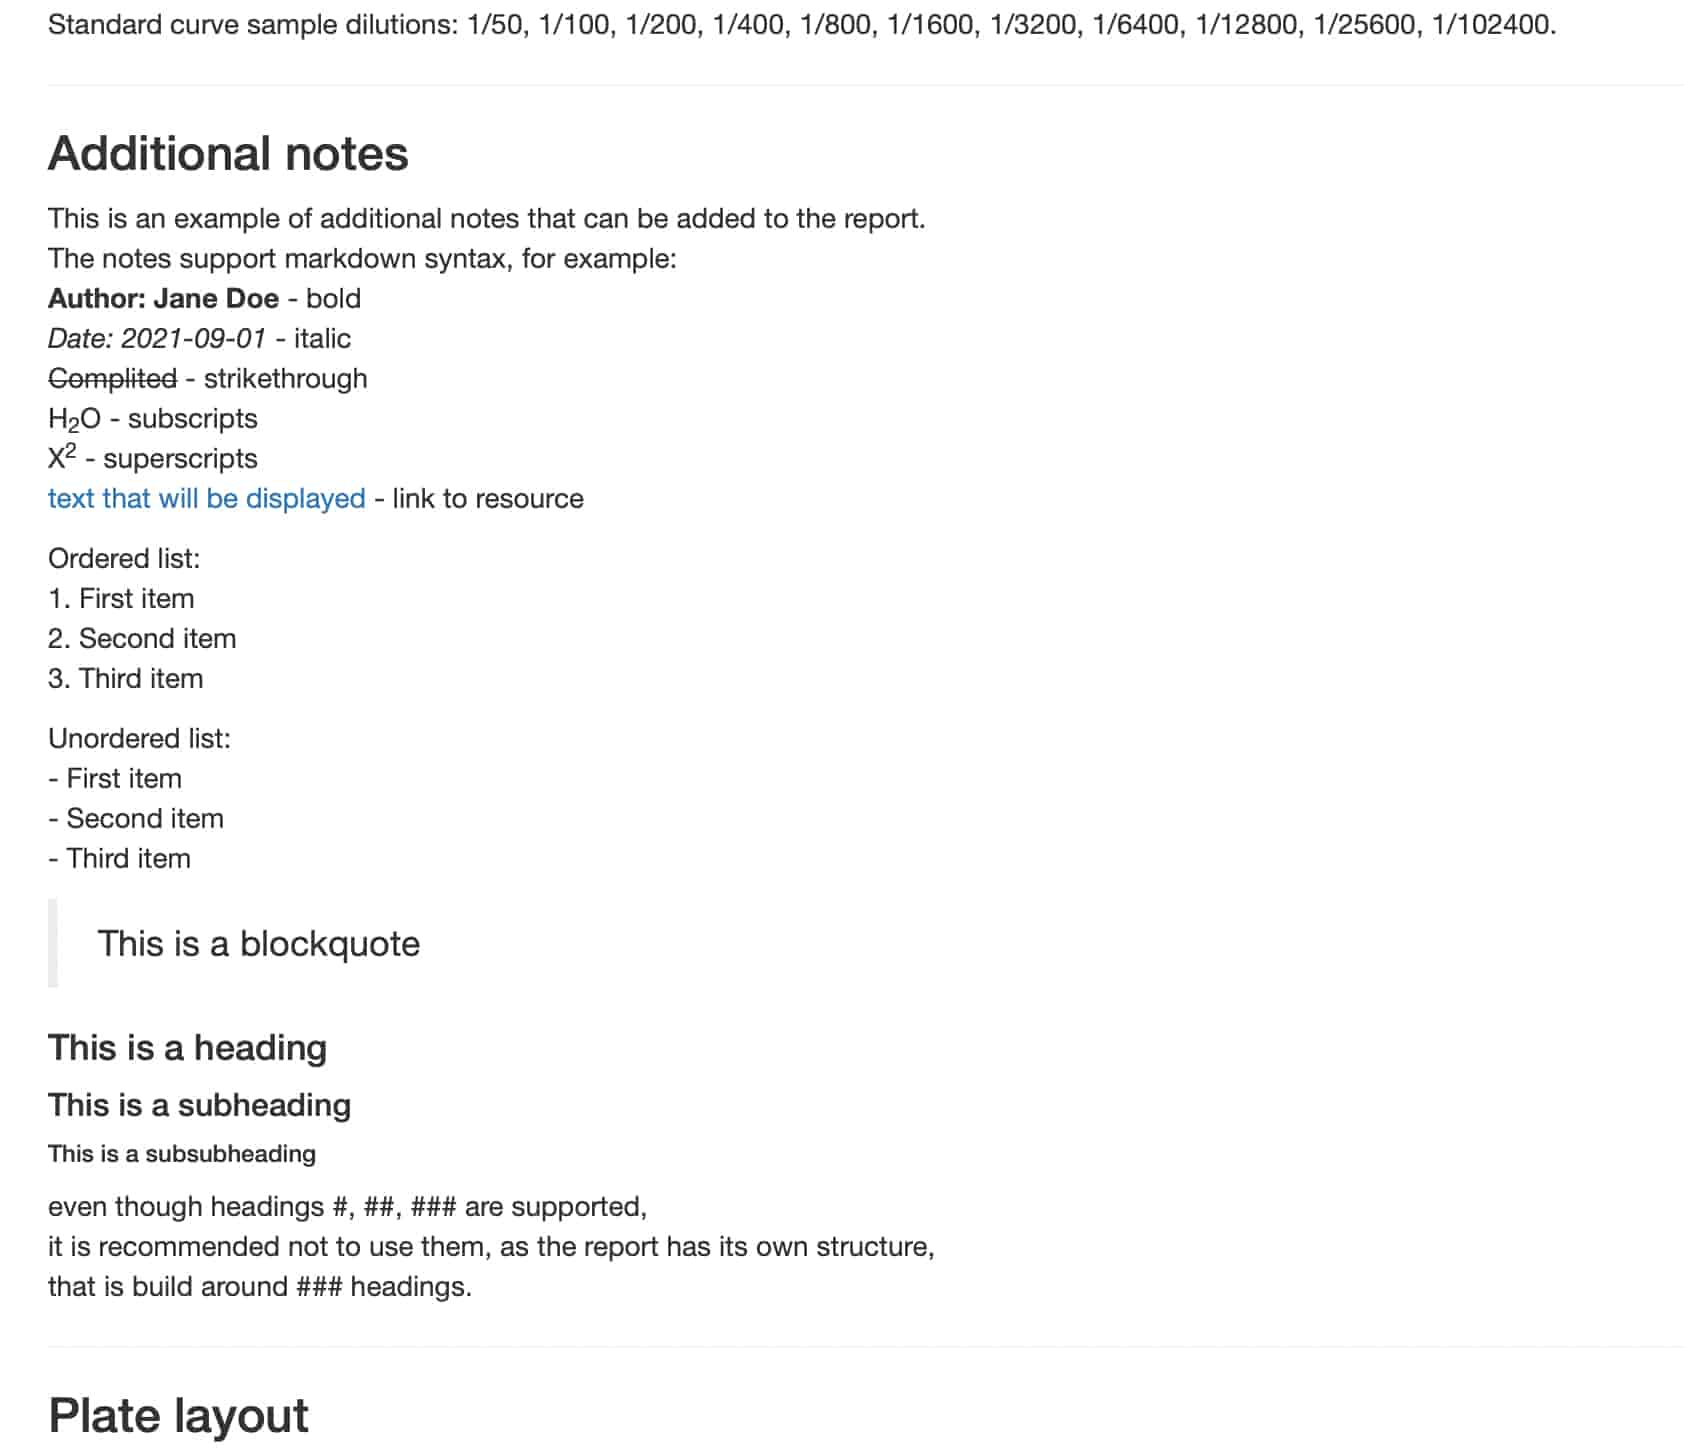 Standard curve sample dilutions: 1/50, 1/100, 1/200, 1/400, 1/800, 1/1600, 1/3200, 1/6400, 1/12800, 1/25600, 1/102400.
Additional notes
This is an example of additional notes that can be added to the report.
The notes support markdown syntax, for example:
Author: Jane Doe - bold
Date: 2021-09-01 - italic
Complited - strikethrough
H₂O - subscripts
X² - superscripts
text that will be displayed - link to resource
Ordered list:
1. First item
2. Second item
3. Third item
Unordered list:
- First item
- Second item
- Third item
This is a blockquote
This is a heading
This is a subheading
This is a subsubheading
even though headings #, ##, ### are supported,
it is recommended not to use them, as the report has its own structure,
that is build around ### headings.
Plate layout